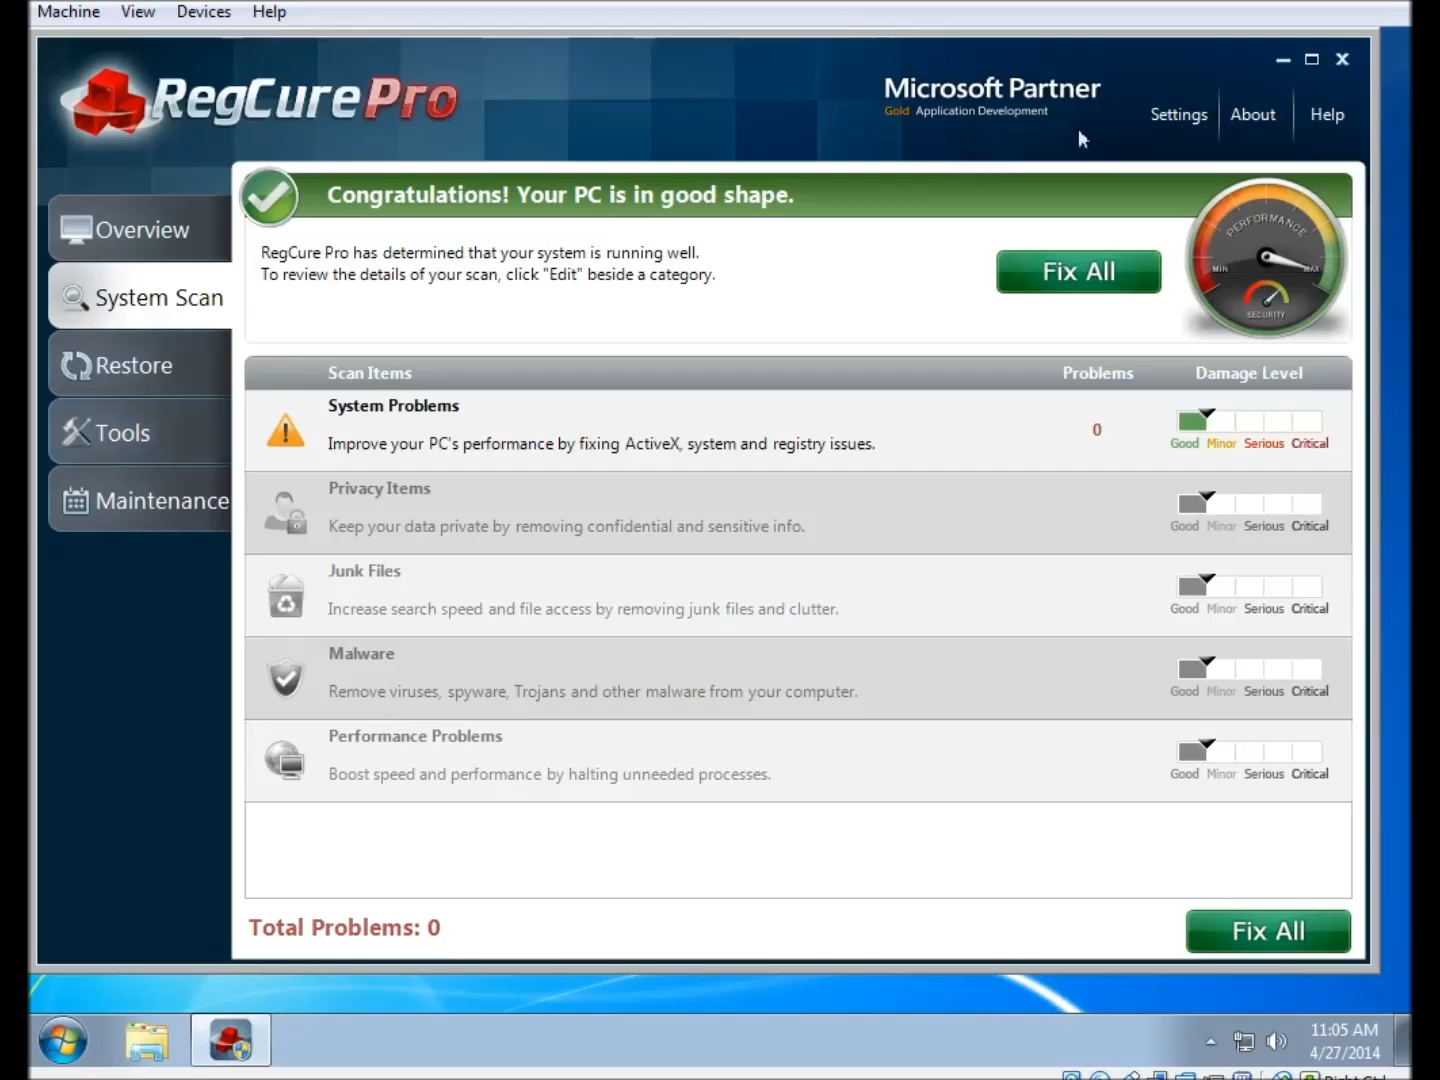 Machine View Devices Help
RegCure Pro
Microsoft Partner
Gold Application Development
Settings About Help
Overview
System Scan
Restore
Tools
Maintenance
Congratulations! Your PC is in good shape.
RegCure Pro has determined that your system is running well.
To review the details of your scan, click "Edit" beside a category.
Fix All
PERFORMANCE
MIN MAX
SECURITY
Scan Items Problems Damage Level
System Problems
Improve your PC's performance by fixing ActiveX, system and registry issues.
0
Good Minor Serious Critical
Privacy Items
Keep your data private by removing confidential and sensitive info.
Good Minor Serious Critical
Junk Files
Increase search speed and file access by removing junk files and clutter.
Good Minor Serious Critical
Malware
Remove viruses, spyware, Trojans and other malware from your computer.
Good Minor Serious Critical
Performance Problems
Boost speed and performance by halting unneeded processes.
Good Minor Serious Critical
Total Problems: 0
Fix All
11:05 AM
4/27/2014
Right Ctrl